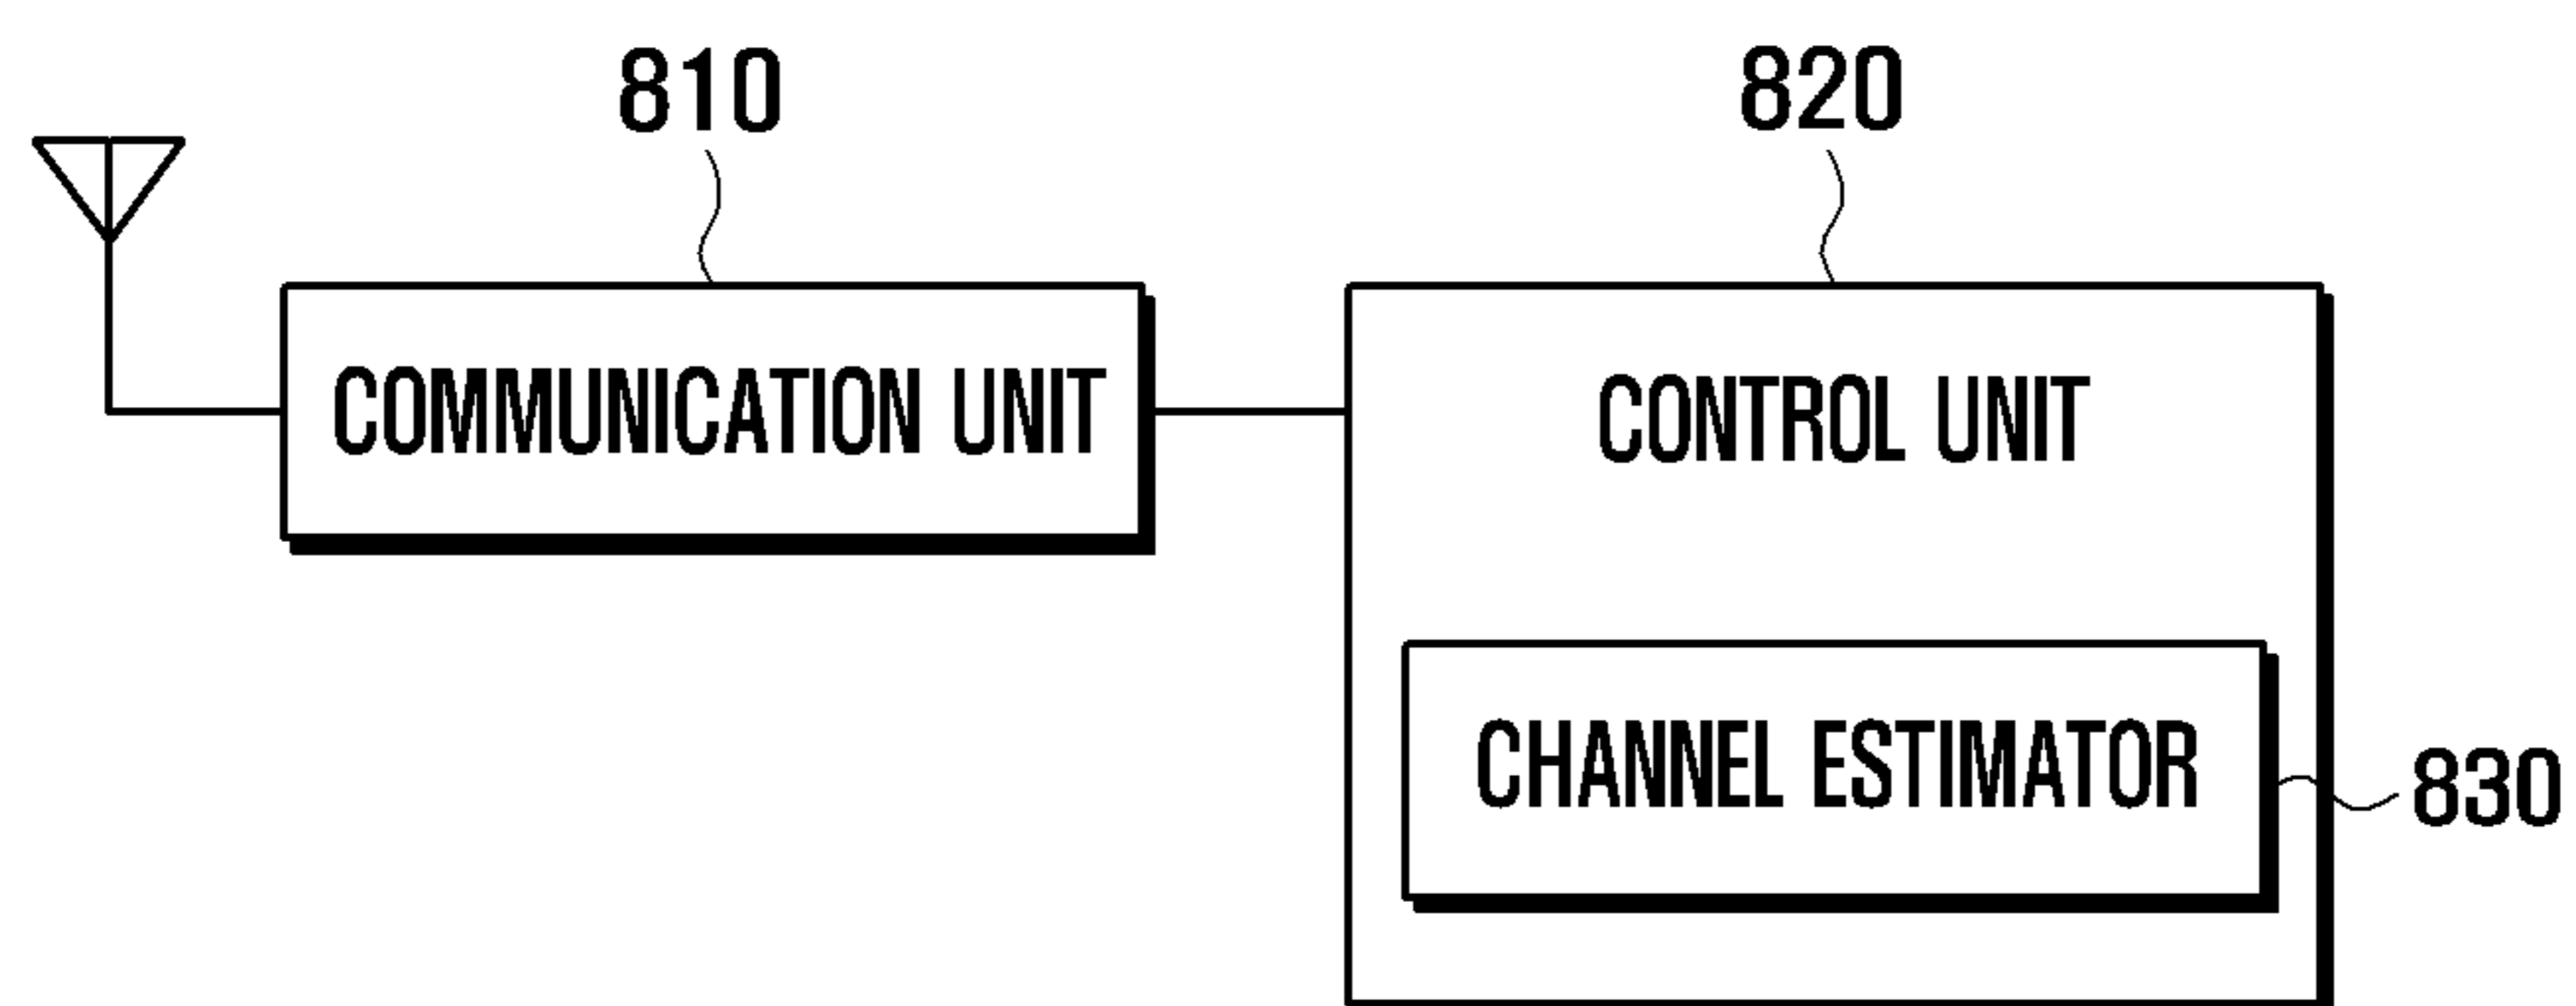 810
820
COMMUNICATION UNIT
CONTROL UNIT
CHANNEL ESTIMATOR
830